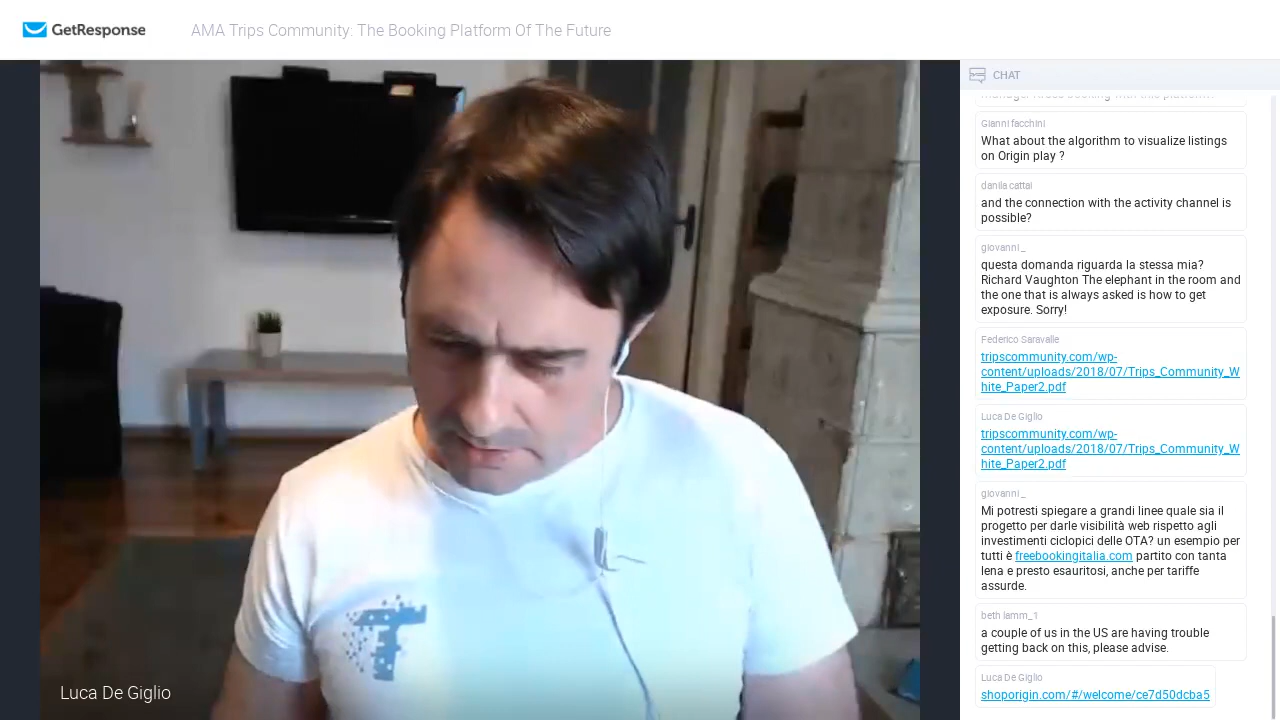 GetResponse
AMA Trips Community: The Booking Platform Of The Future
CHAT
Gianni facchini
What about the algorithm to visualize listings
on Origin play ?
danila cattai
and the connection with the activity channel is
possible?
giovanni _
questa domanda riguarda la stessa mia?
Richard Vaughton The elephant in the room and
the one that is always asked is how to get
exposure. Sorry!
Federico Saravalle
tripscommunity.com/wp-
content/uploads/2018/07/Trips_Community_W
hite_Paper2.pdf
Luca De Giglio
tripscommunity.com/wp-
content/uploads/2018/07/Trips_Community_W
hite_Paper2.pdf
giovanni _
Mi potresti spiegare a grandi linee quale sia il
progetto per darle visibilità web rispetto agli
investimenti ciclopici delle OTA? un esempio per
tutti è freebookingitalia.com partito con tanta
lena e presto esauritosi, anche per tariffe
assurde.
beth lamm_1
a couple of us in the US are having trouble
getting back on this, please advise.
Luca De Giglio
shoporigin.com/#/welcome/ce7d50dcba5
T
Luca De Giglio